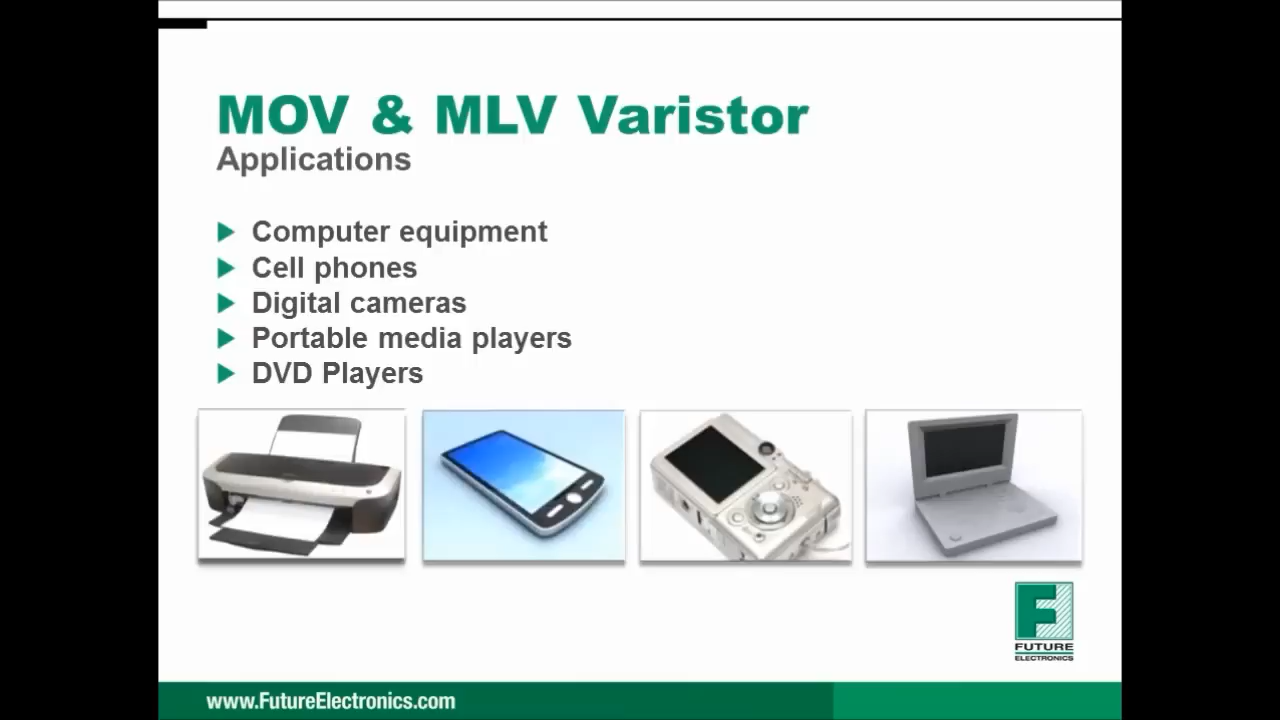 MOV & MLV Varistor
Applications
Computer equipment
Cell phones
Digital cameras
Portable media players
DVD Players
FUTURE
ELECTRONICS
www.FutureElectronics.com